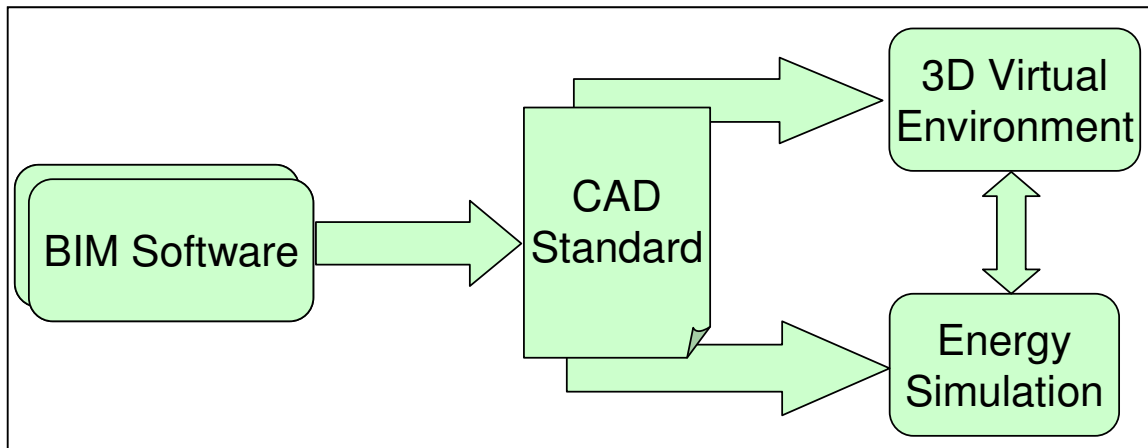 BIM Software
CAD
Standard
3D Virtual
Environment
Energy
Simulation